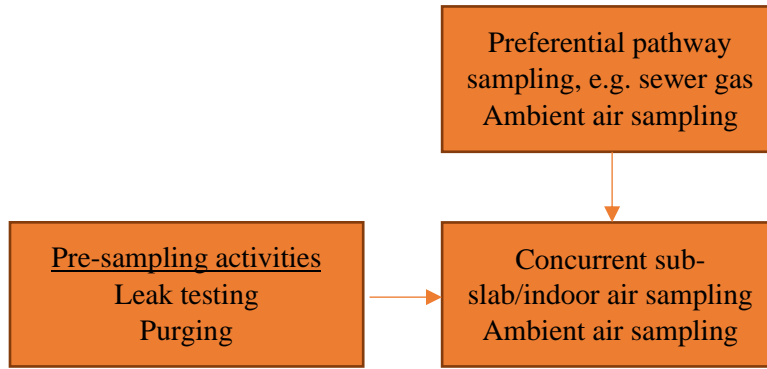 Preferential pathway
sampling, e.g. sewer gas
Ambient air sampling
Pre-sampling activities
Leak testing
Purging
Concurrent sub-
slab/indoor air sampling
Ambient air sampling